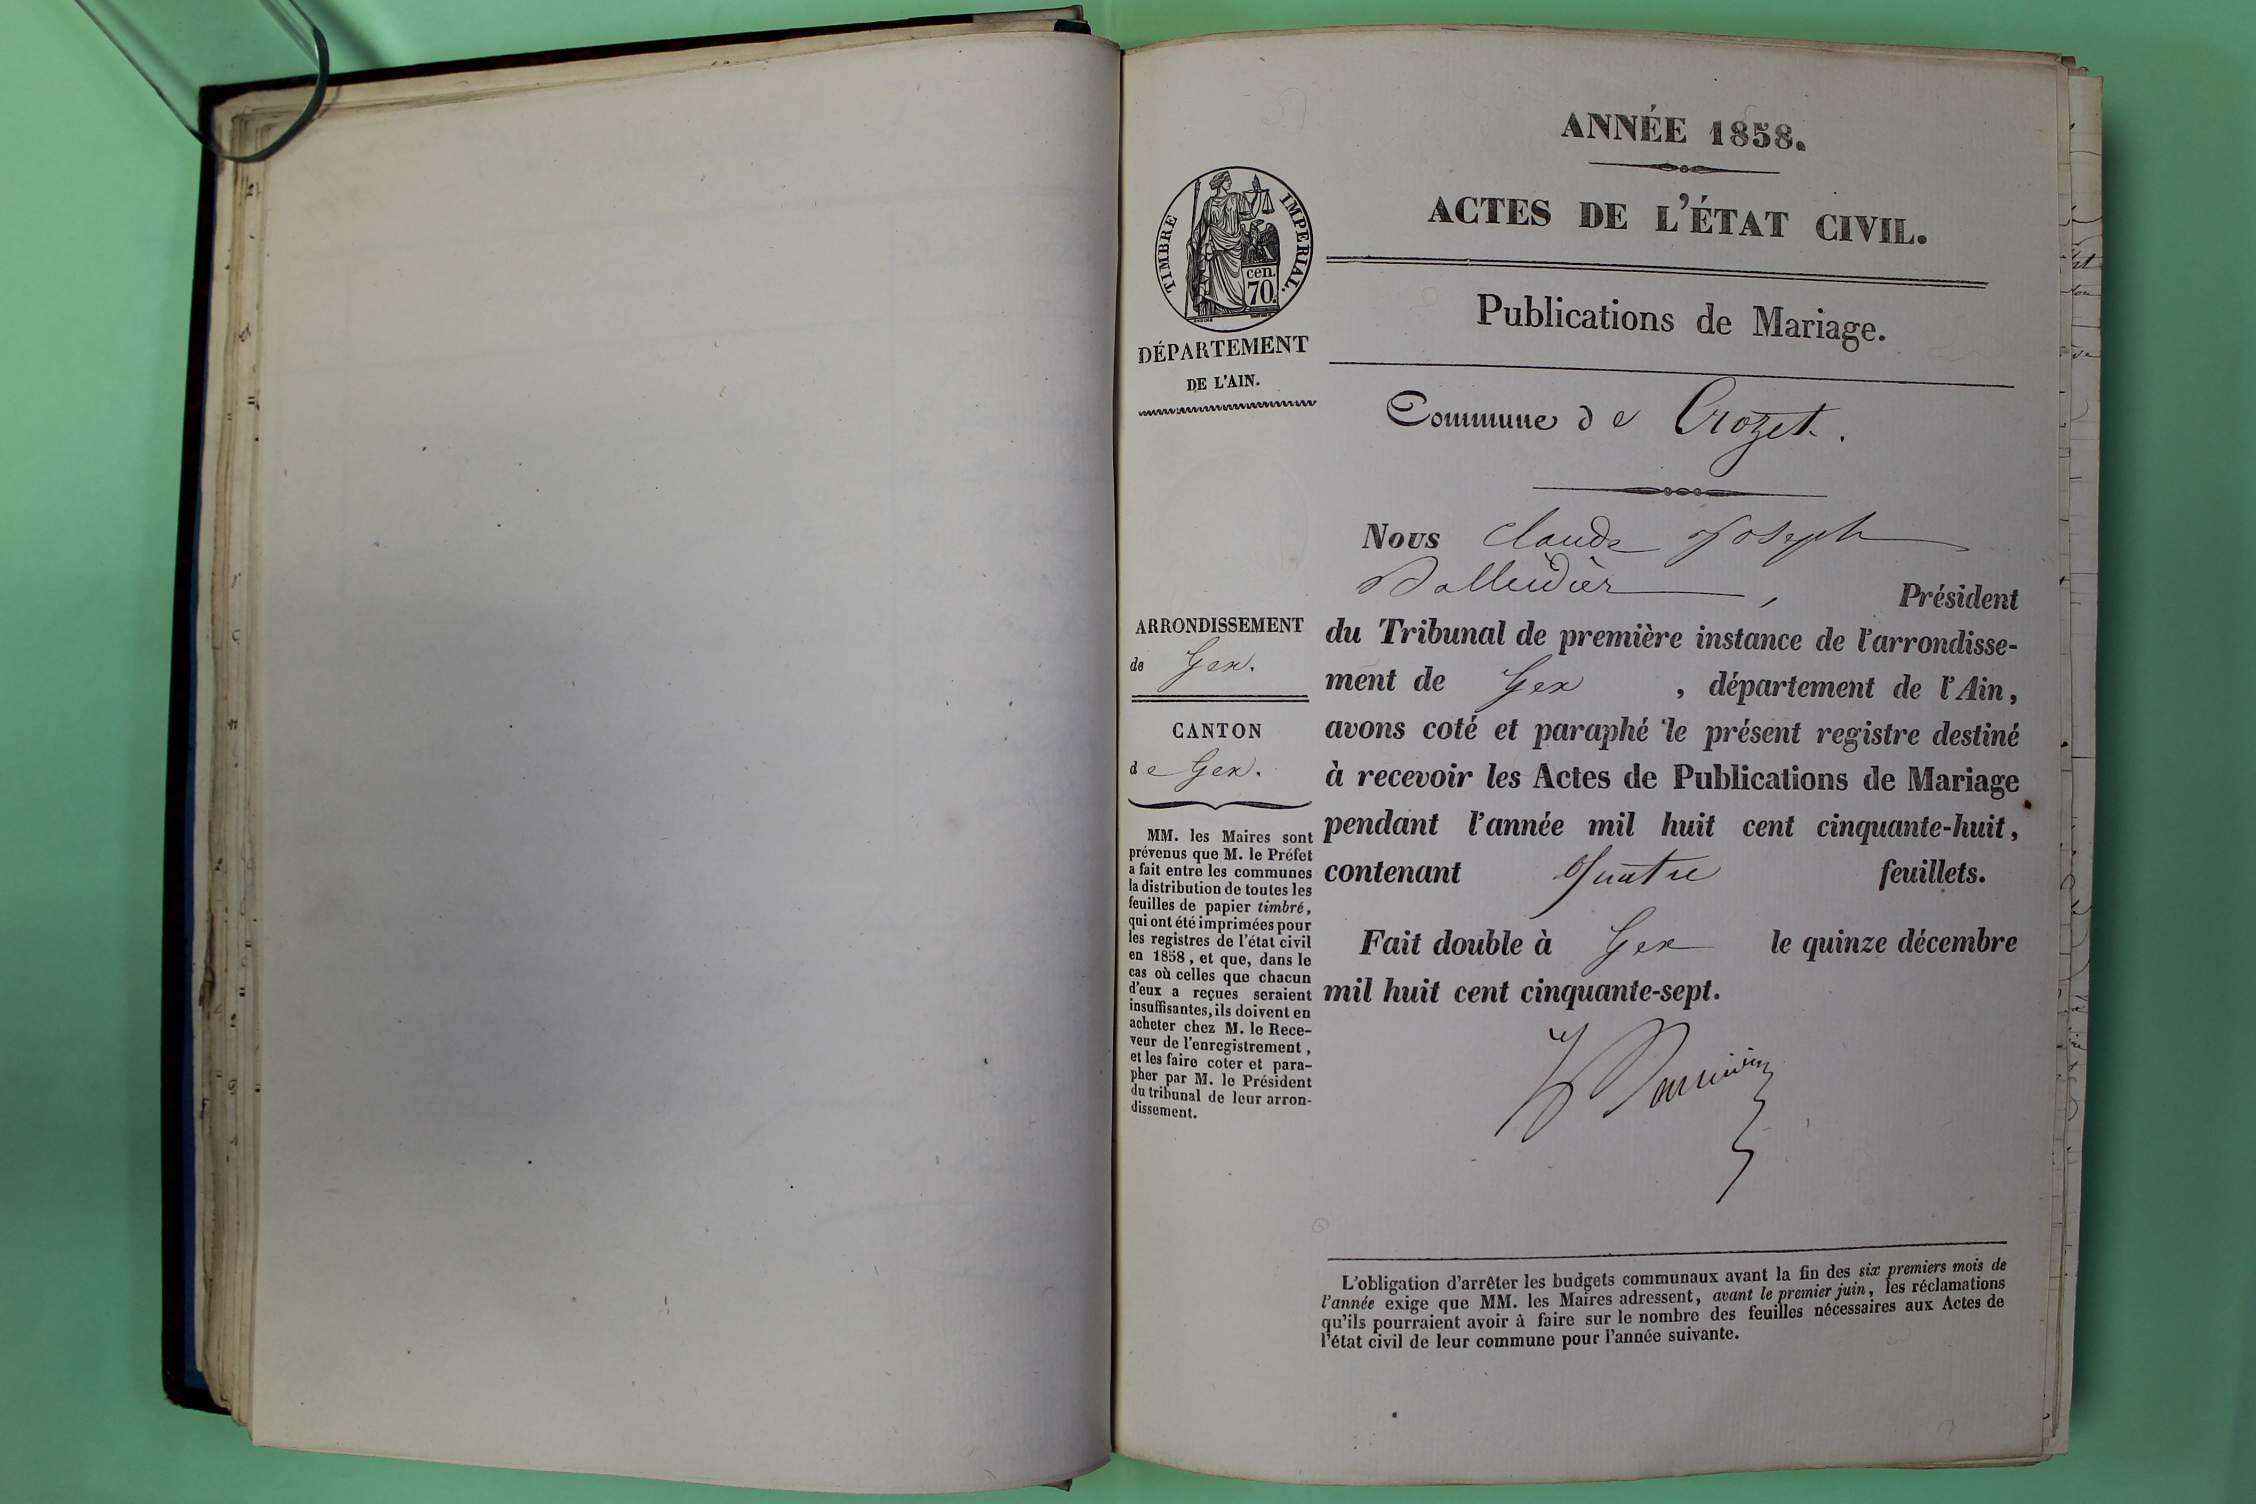 ANNÉE 1858.
ACTES DE L'ÉTAT CIVIL.
Publications de Mariage.
Commune de Crozet.
TIMBRE IMPÉRIAL.
70 cen.
DÉPARTEMENT
DE L'AIN.
ARRONDISSEMENT
de Gex.
CANTON
de Gex.
MM. les Maires sont
prévenus que M. le Préfet
a fait entre les communes
la distribution de toutes les
feuilles de papier timbré,
qui ont été imprimées pour
les registres de l'état civil
en 1858, et que, dans le
cas où celles que chacun
d'eux a reçues seraient
insuffisantes, ils doivent en
acheter chez M. le Rece-
veur de l'enregistrement,
et les faire coter et para-
pher par M. le Président
du tribunal de leur arron-
dissement.
Nous Claude Joseph
, Président
du Tribunal de première instance de l'arrondisse-
ment de Gex, département de l'Ain,
avons coté et paraphé le présent registre destiné
à recevoir les Actes de Publications de Mariage
pendant l'année mil huit cent cinquante-huit,
contenant quatre feuillets.
Fait double à Gex le quinze décembre
mil huit cent cinquante-sept.
L'obligation d'arrêter les budgets communaux avant la fin des six premiers mois de
l'année exige que MM. les Maires adressent, avant le premier juin, les réclamations
qu'ils pourraient avoir à faire sur le nombre des feuilles nécessaires aux Actes de
l'état civil de leur commune pour l'année suivante.